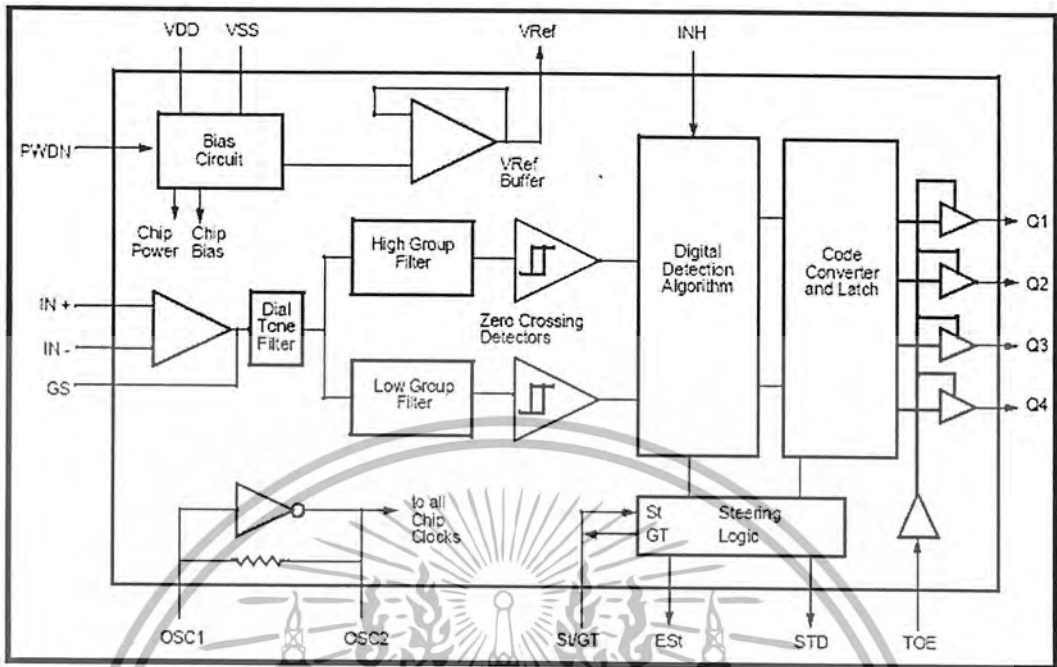 VDD VSS VRef INH
PWDN
Bias
Circuit
VRef
Buffer
Chip
Power
Chip
Bias
High Group
Filter
Digital
Detection
Algorithm
Code
Converter
and Latch
Q1
Q2
Q3
Q4
IN +
IN -
GS
Dial
Tone
Filter
Zero Crossing
Detectors
Low Group
Filter
to all
Chip
Clocks
St
GT
Steering
Logic
OSC1 OSC2 St/GT ESt STD TOE